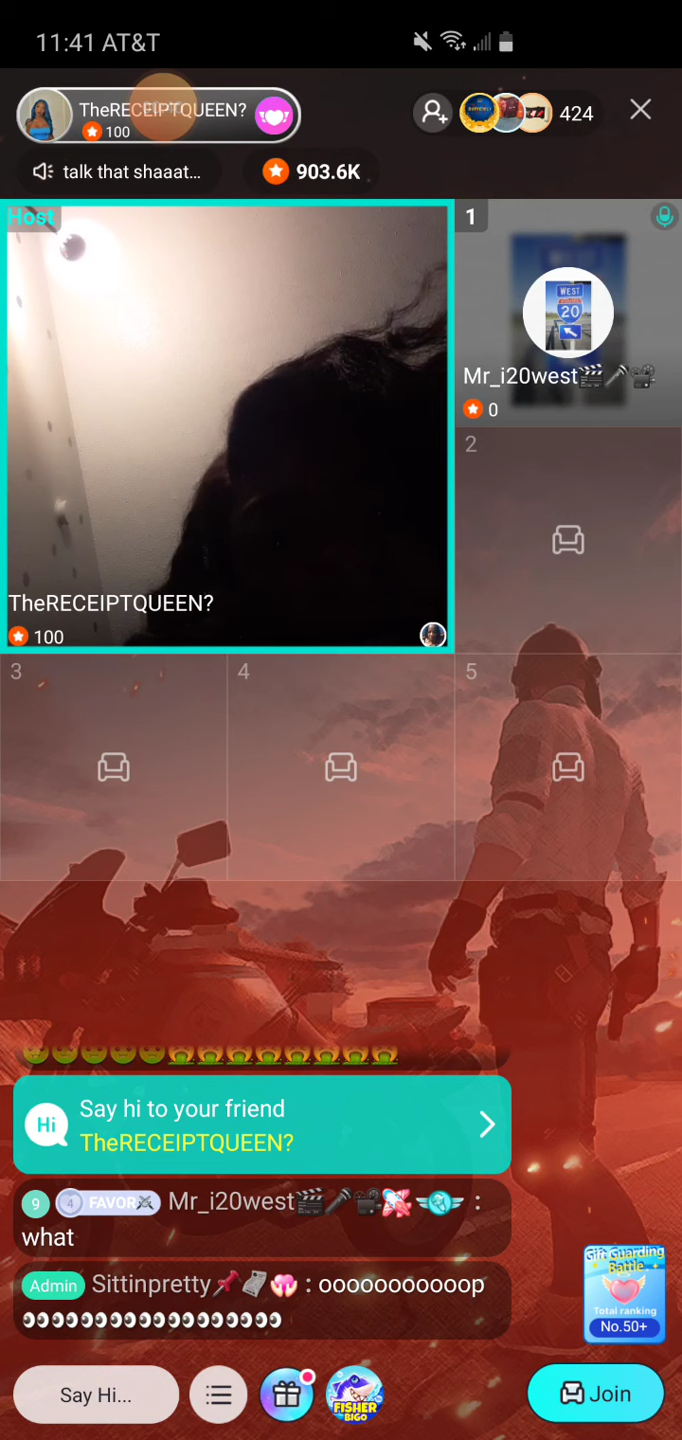 11:41 AT&T
TheRECEIPTQUEEN?
100
424
talk that shaaat...
903.6K
Host
1
WEST
20
Mr_i20west🎬🎤🎥
0
2
TheRECEIPTQUEEN?
100
3
4
5
🤢🤢🤢🤢🤢🤮🤮🤮🤮🤮🤮🤮🤮
Hi
Say hi to your friend
TheRECEIPTQUEEN?
9 4 FAVOR Mr_i20west🎬🎤🎥 :
what
Admin Sittinpretty📌 : oooooooooop
👀👀👀👀👀👀👀👀👀👀👀👀👀👀👀👀👀👀
Gift Guarding
Battle
Total ranking
No.50+
Say Hi...
FISHER
BIGO
Join